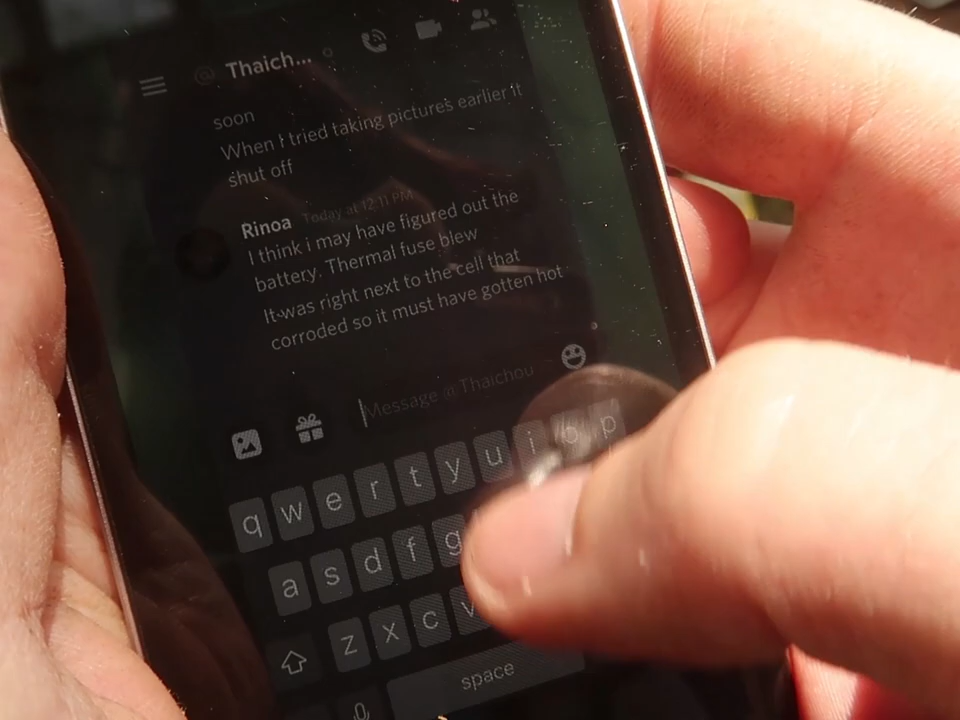 @ Thaich...
soon
When I tried taking pictures earlier it
shut off
Rinoa Today at 12:11 PM
I think i may have figured out the
battery. Thermal fuse blew
It was right next to the cell that
corroded so it must have gotten hot
Message @Thaichou
q w e r t y u i o p
a s d f g
z x c v
space